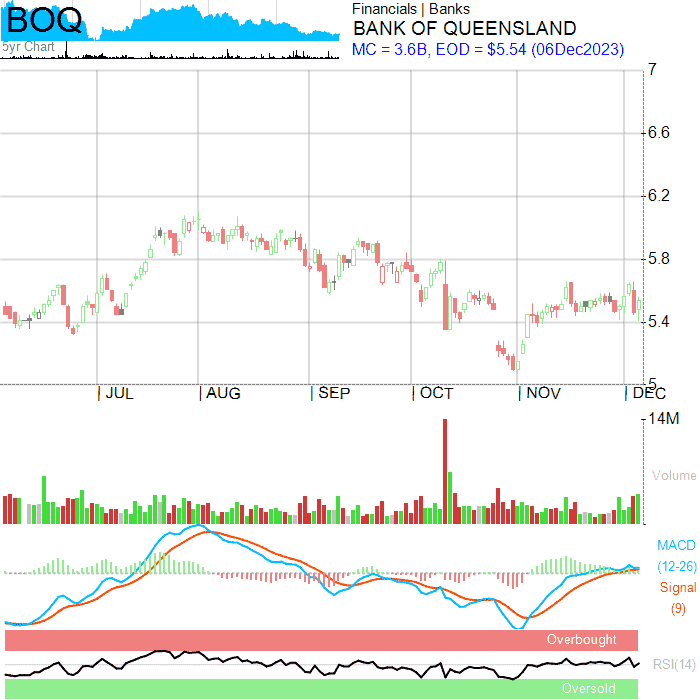 BOQ
5yr Chart
Financials | Banks
BANK OF QUEENSLAND
MC = 3.6B, EOD = $5.54 (06Dec2023)
7
6.6
6.2
5.8
5.4
5
| JUL | AUG | SEP | OCT | NOV | DEC
14M
Volume
MACD
(12-26)
Signal
(9)
Overbought
RSI(14)
Oversold